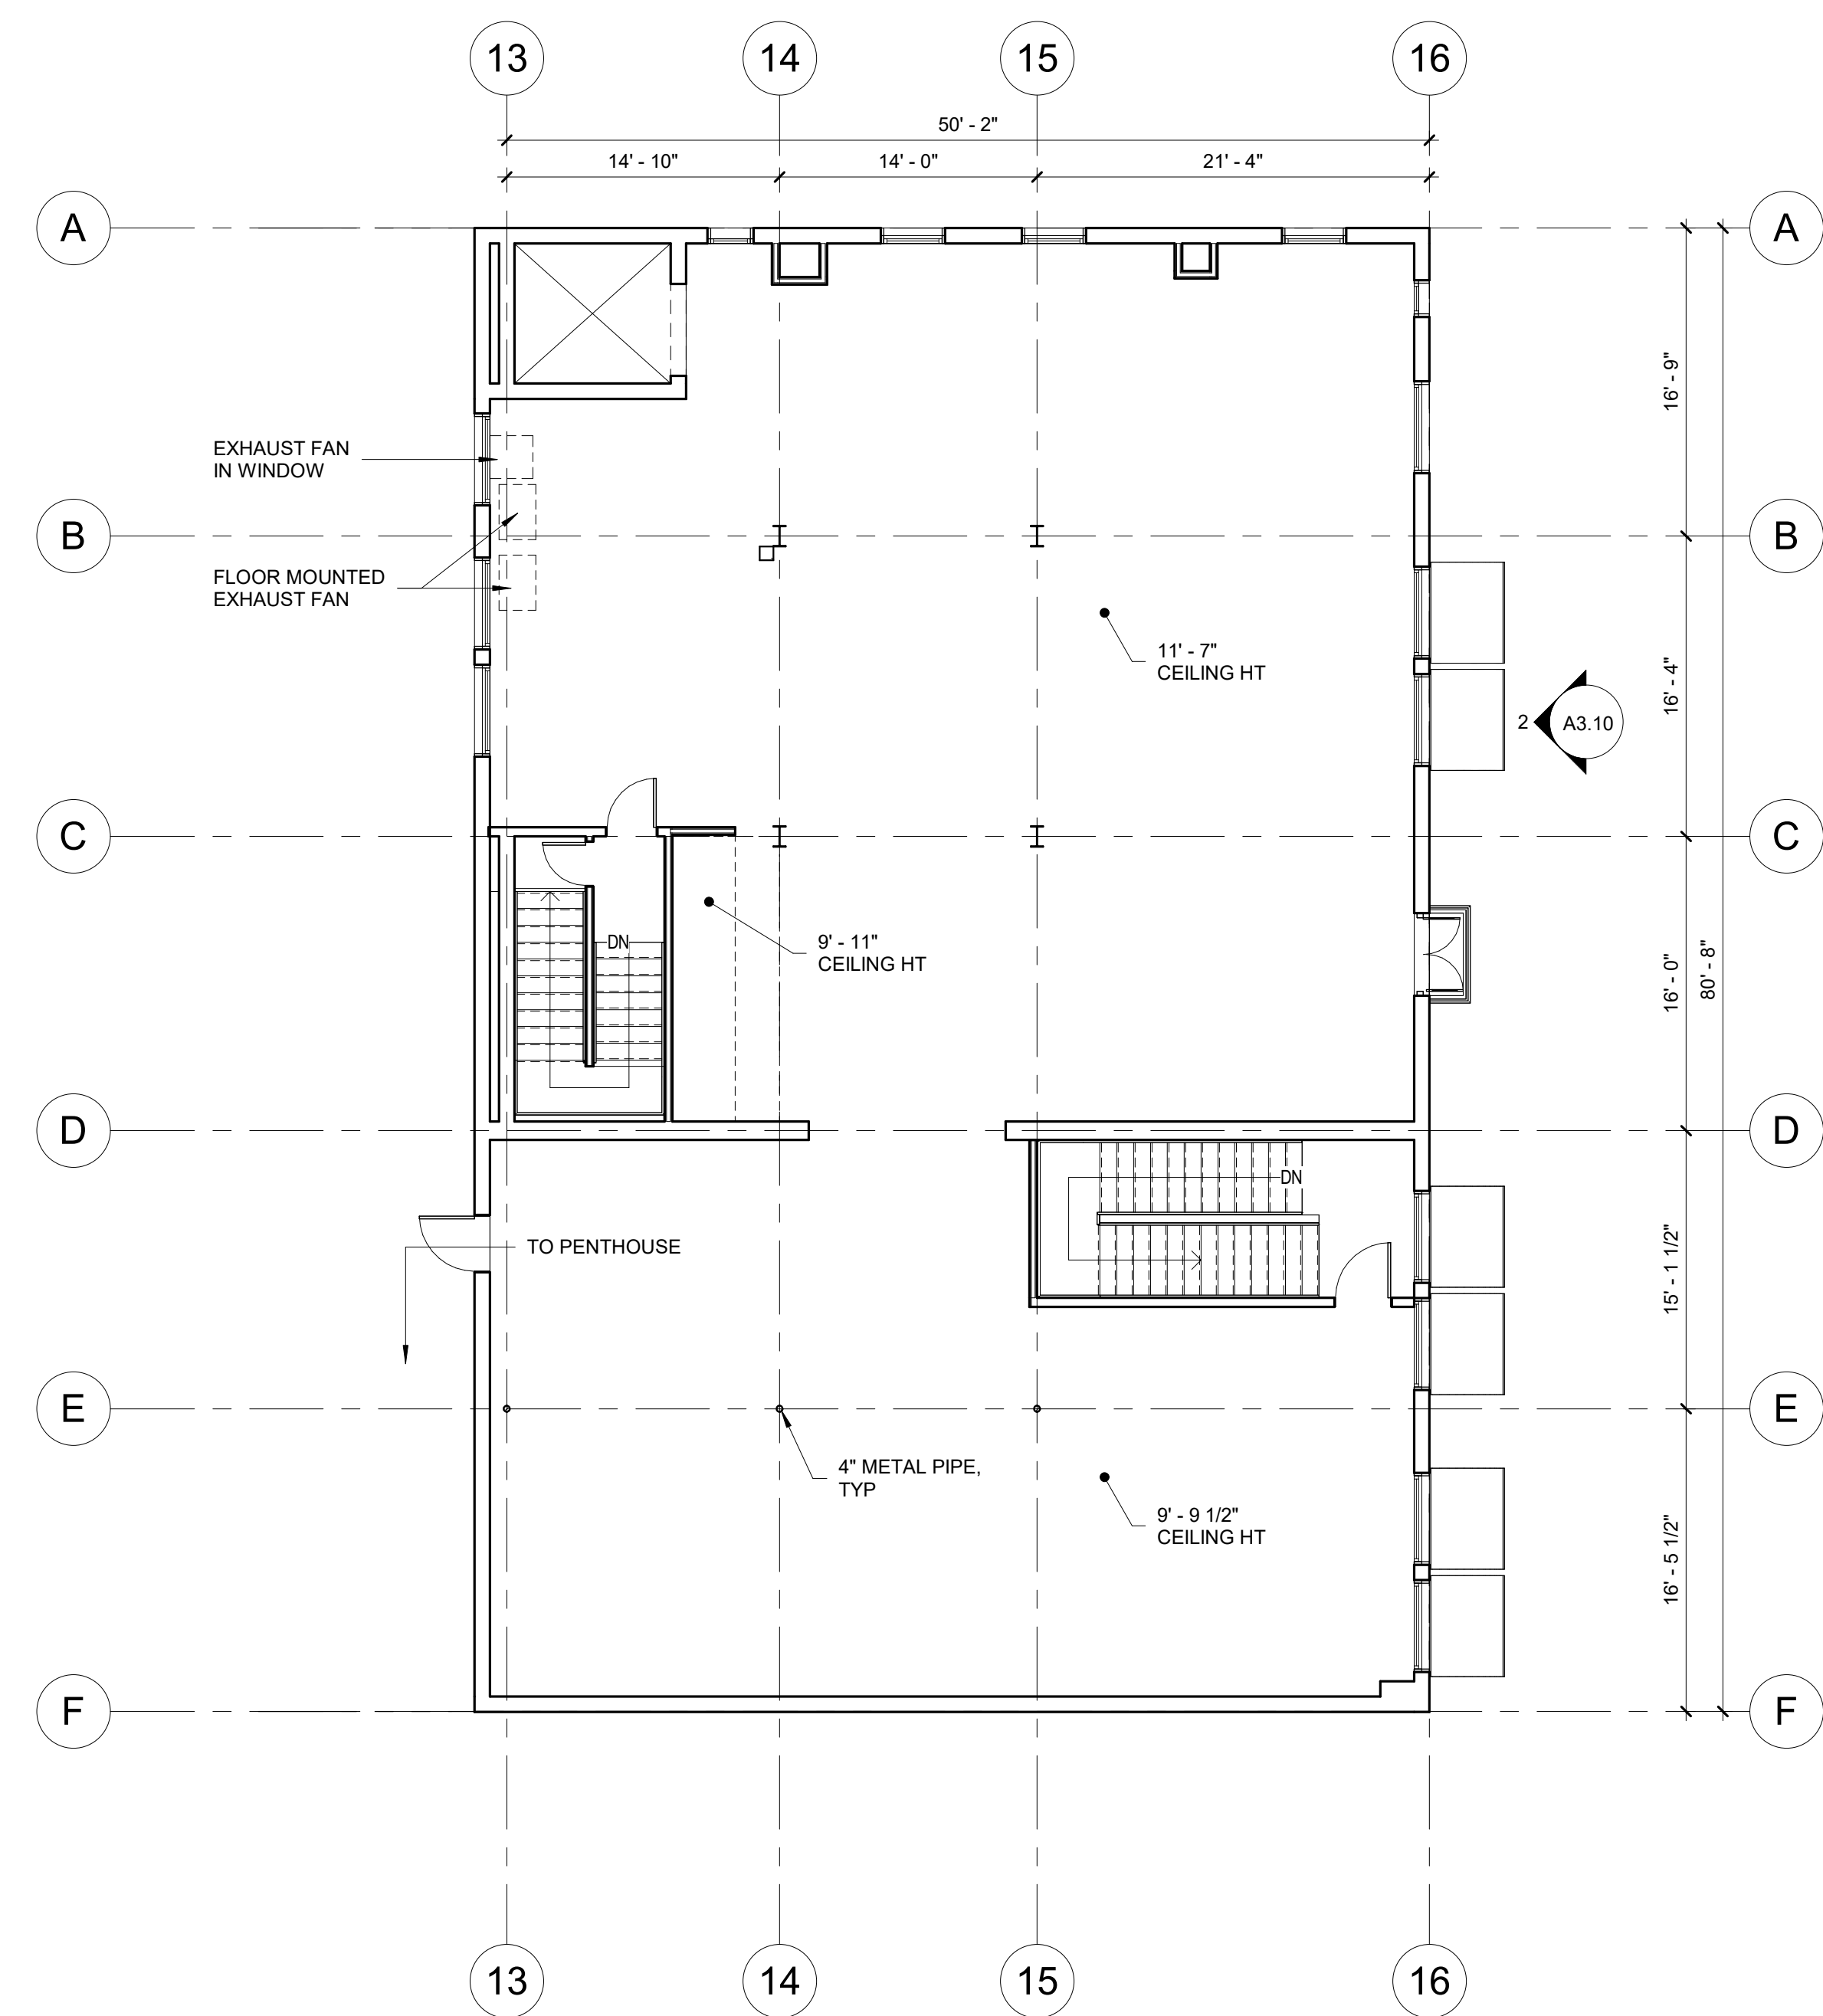 13
14
15
16
50' - 2"
14' - 10"
14' - 0"
21' - 4"
A
A
16' - 9"
EXHAUST FAN
IN WINDOW
B
B
FLOOR MOUNTED
EXHAUST FAN
11' - 7"
CEILING HT
16' - 4"
2
A3.10
C
C
9' - 11"
CEILING HT
DN
16' - 0"
80' - 8"
D
D
DN
TO PENTHOUSE
15' - 1 1/2"
E
E
4" METAL PIPE,
TYP
9' - 9 1/2"
CEILING HT
16' - 5 1/2"
F
F
13
14
15
16